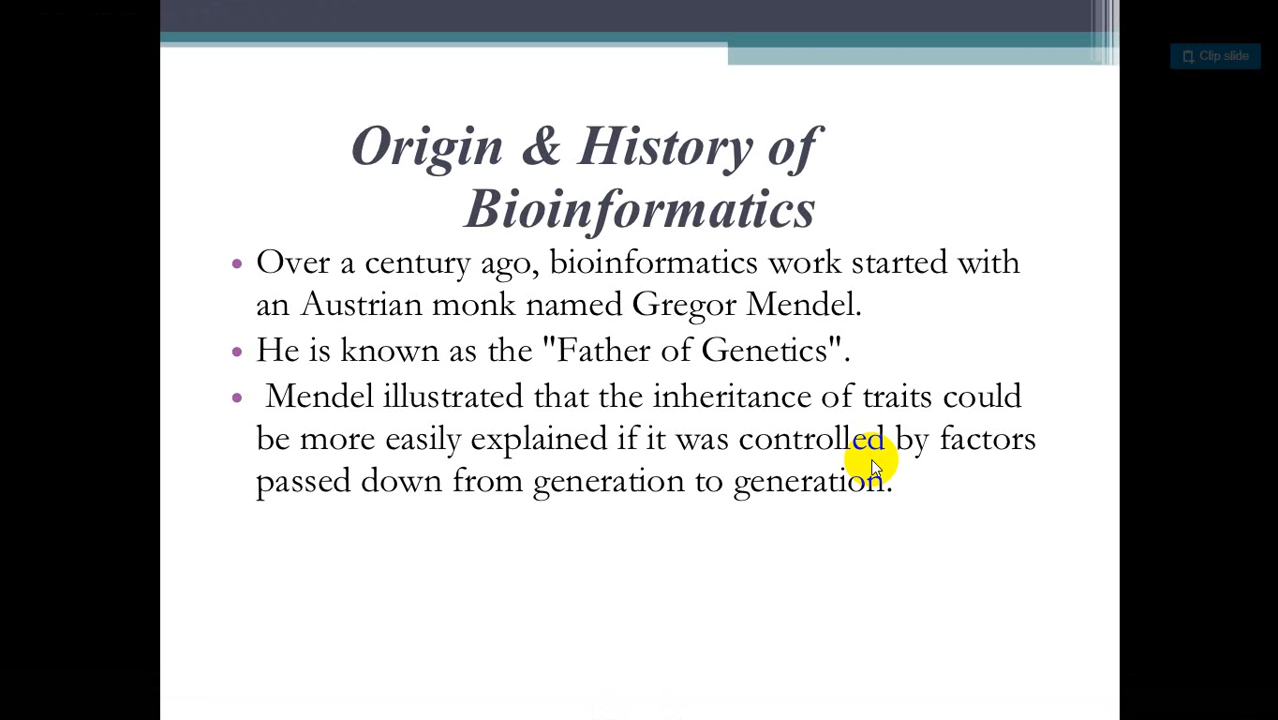 Clip slide
Origin & History of
Bioinformatics
• Over a century ago, bioinformatics work started with
an Austrian monk named Gregor Mendel.
• He is known as the "Father of Genetics".
• Mendel illustrated that the inheritance of traits could
be more easily explained if it was controlled by factors
passed down from generation to generation.